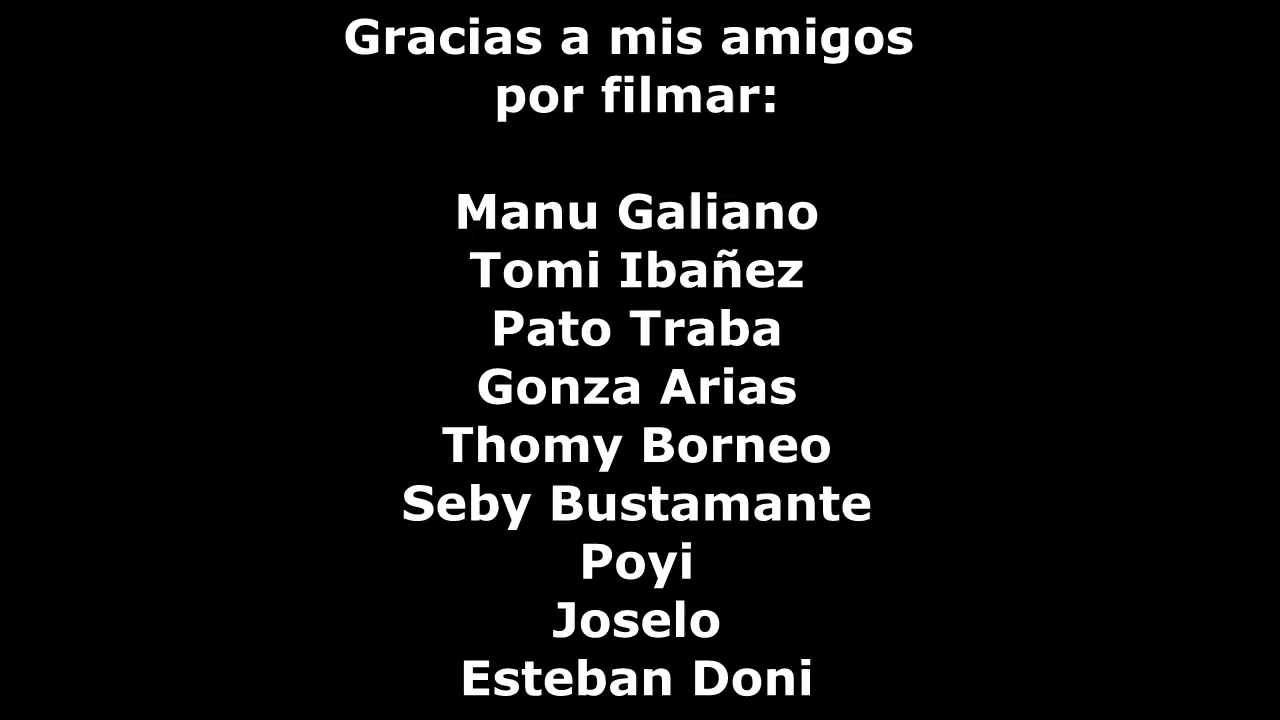 Gracias a mis amigos
por filmar:
Manu Galiano
Tomi Ibañez
Pato Traba
Gonza Arias
Thomy Borneo
Seby Bustamante
Poyi
Joselo
Esteban Doni